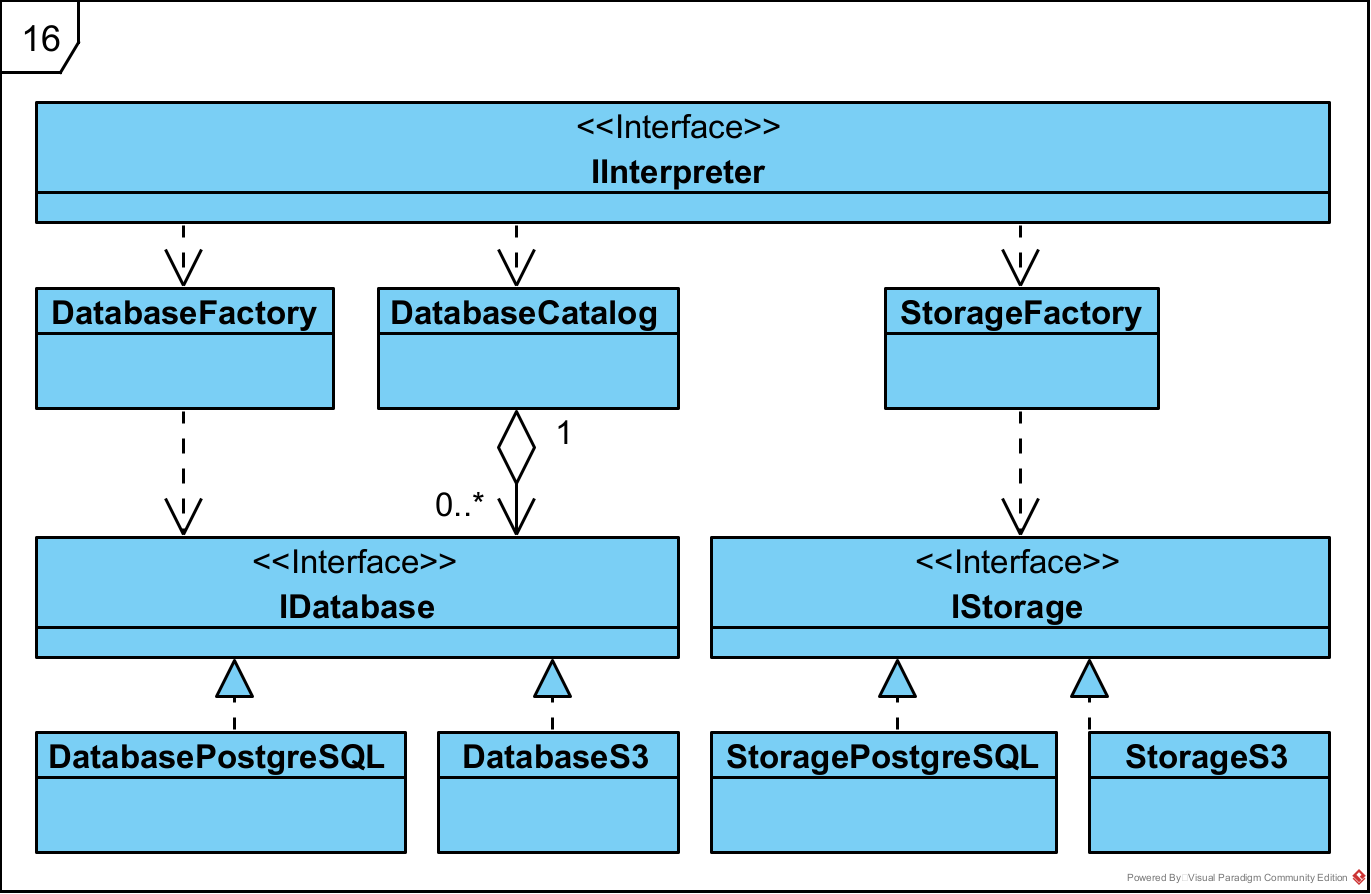 16
<<Interface>>
IInterpreter
DatabaseFactory
DatabaseCatalog
StorageFactory
1
0..*
<<Interface>>
IDatabase
<<Interface>>
IStorage
DatabasePostgreSQL
DatabaseS3
StoragePostgreSQL
StorageS3
Powered By Visual Paradigm Community Edition